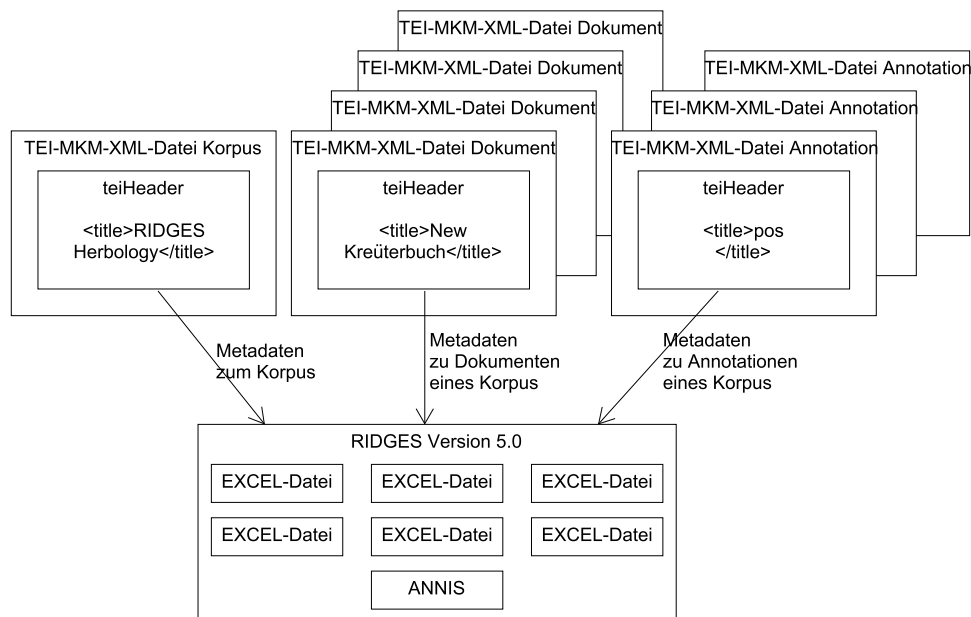 TEI-MKM-XML-Datei Dokument
TEI-MKM-XML-Datei Dokument
TEI-MKM-XML-Datei Annotation
TEI-MKM-XML-Datei Dokument
TEI-MKM-XML-Datei Annotation
TEI-MKM-XML-Datei Korpus
TEI-MKM-XML-Datei Dokument
TEI-MKM-XML-Datei Annotation
teiHeader
<title>RIDGES
Herbology</title>
teiHeader
<title>New
Kreüterbuch</title>
teiHeader
<title>pos
</title>
Metadaten
zum Korpus
Metadaten
zu Dokumenten
eines Korpus
Metadaten
zu Annotationen
eines Korpus
RIDGES Version 5.0
EXCEL-Datei
EXCEL-Datei
EXCEL-Datei
EXCEL-Datei
EXCEL-Datei
EXCEL-Datei
ANNIS